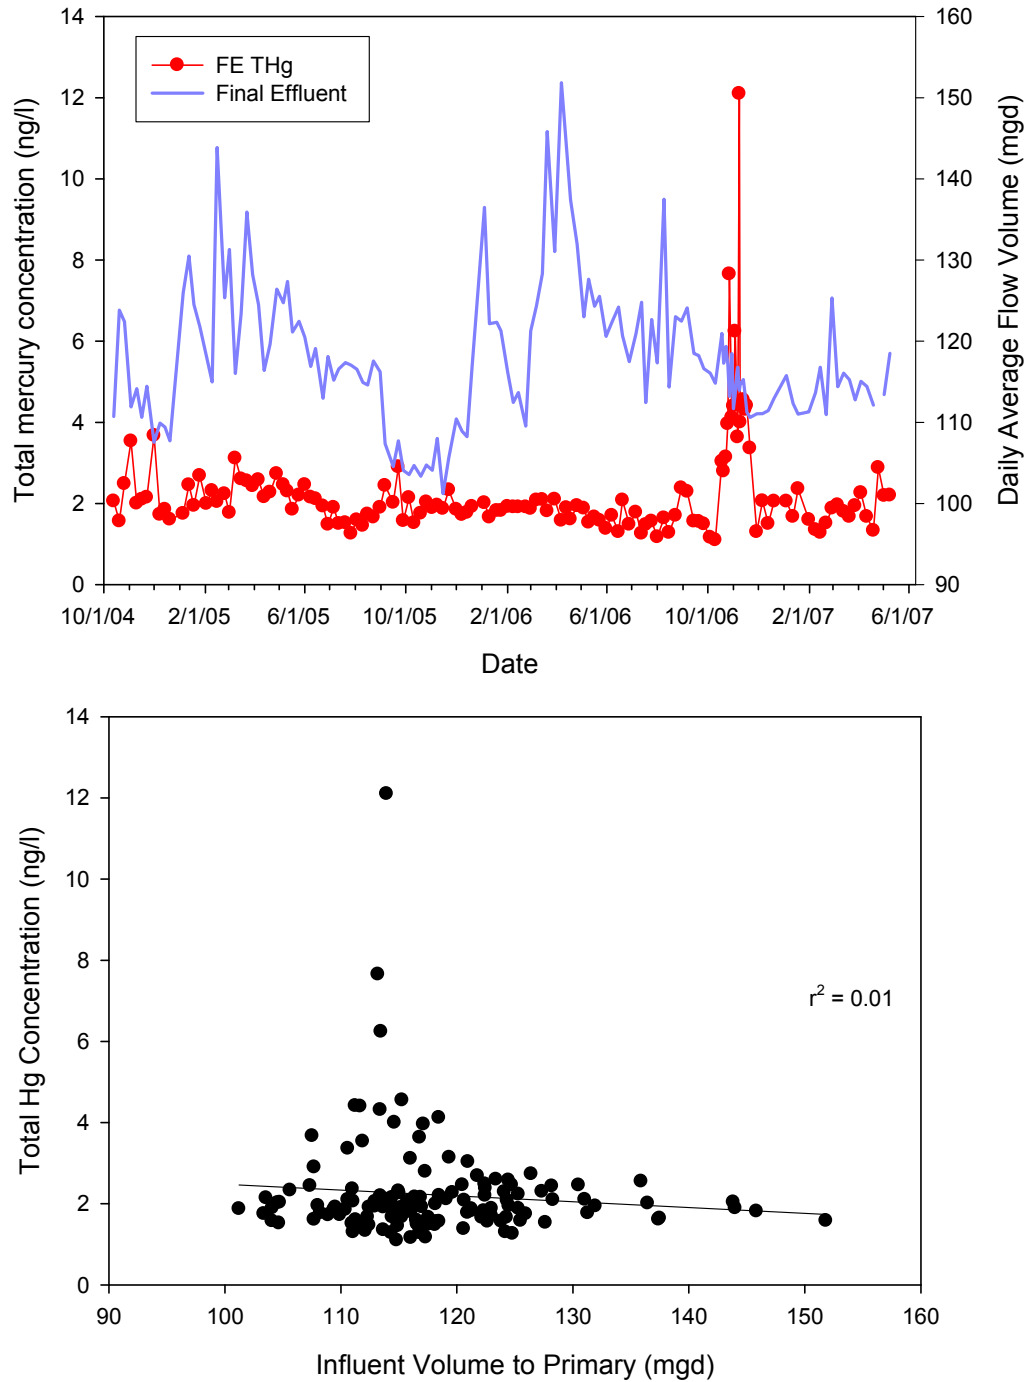 14
12
10
8
6
4
2
0
Total mercury concentration (ng/l)
FE THg
Final Effluent
160
150
140
130
120
110
100
90
Daily Average Flow Volume (mgd)
10/1/04 2/1/05 6/1/05 10/1/05 2/1/06 6/1/06 10/1/06 2/1/07 6/1/07
Date
14
12
10
8
6
4
2
0
Total Hg Concentration (ng/l)
r² = 0.01
90 100 110 120 130 140 150 160
Influent Volume to Primary (mgd)